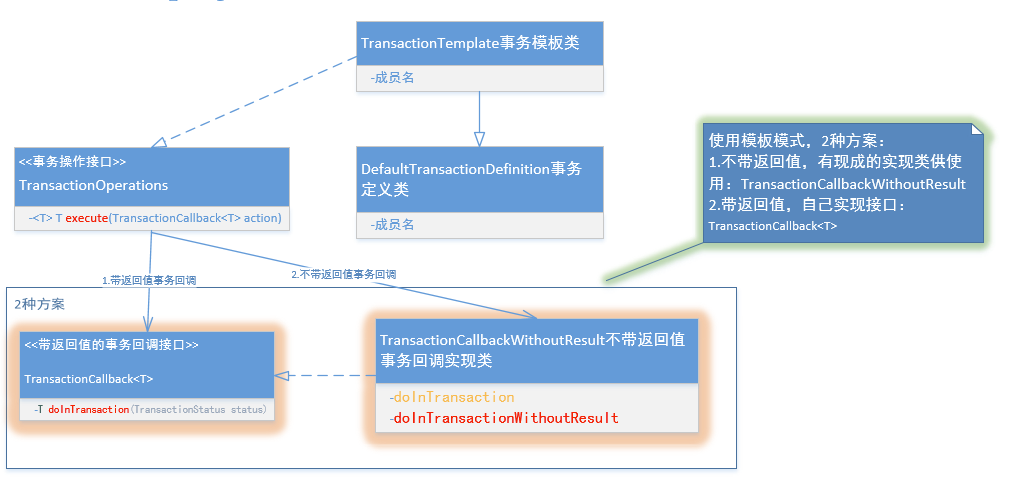 TransactionTemplate事务模板类
-成员名
<<事务操作接口>>
TransactionOperations
-<T> T execute(TransactionCallback<T> action)
DefaultTransactionDefinition事务
定义类
-成员名
使用模板模式，2种方案：
1.不带返回值，有现成的实现类供使
用：TransactionCallbackWithoutResult
2.带返回值，自己实现接口：
TransactionCallback<T>
1.带返回值事务回调
2.不带返回值事务回调
2种方案
<<带返回值的事务回调接口>>
TransactionCallback<T>
-T doInTransaction(TransactionStatus status)
TransactionCallbackWithoutResult不带返回值
事务回调实现类
-doInTransaction
-doInTransactionWithoutResult